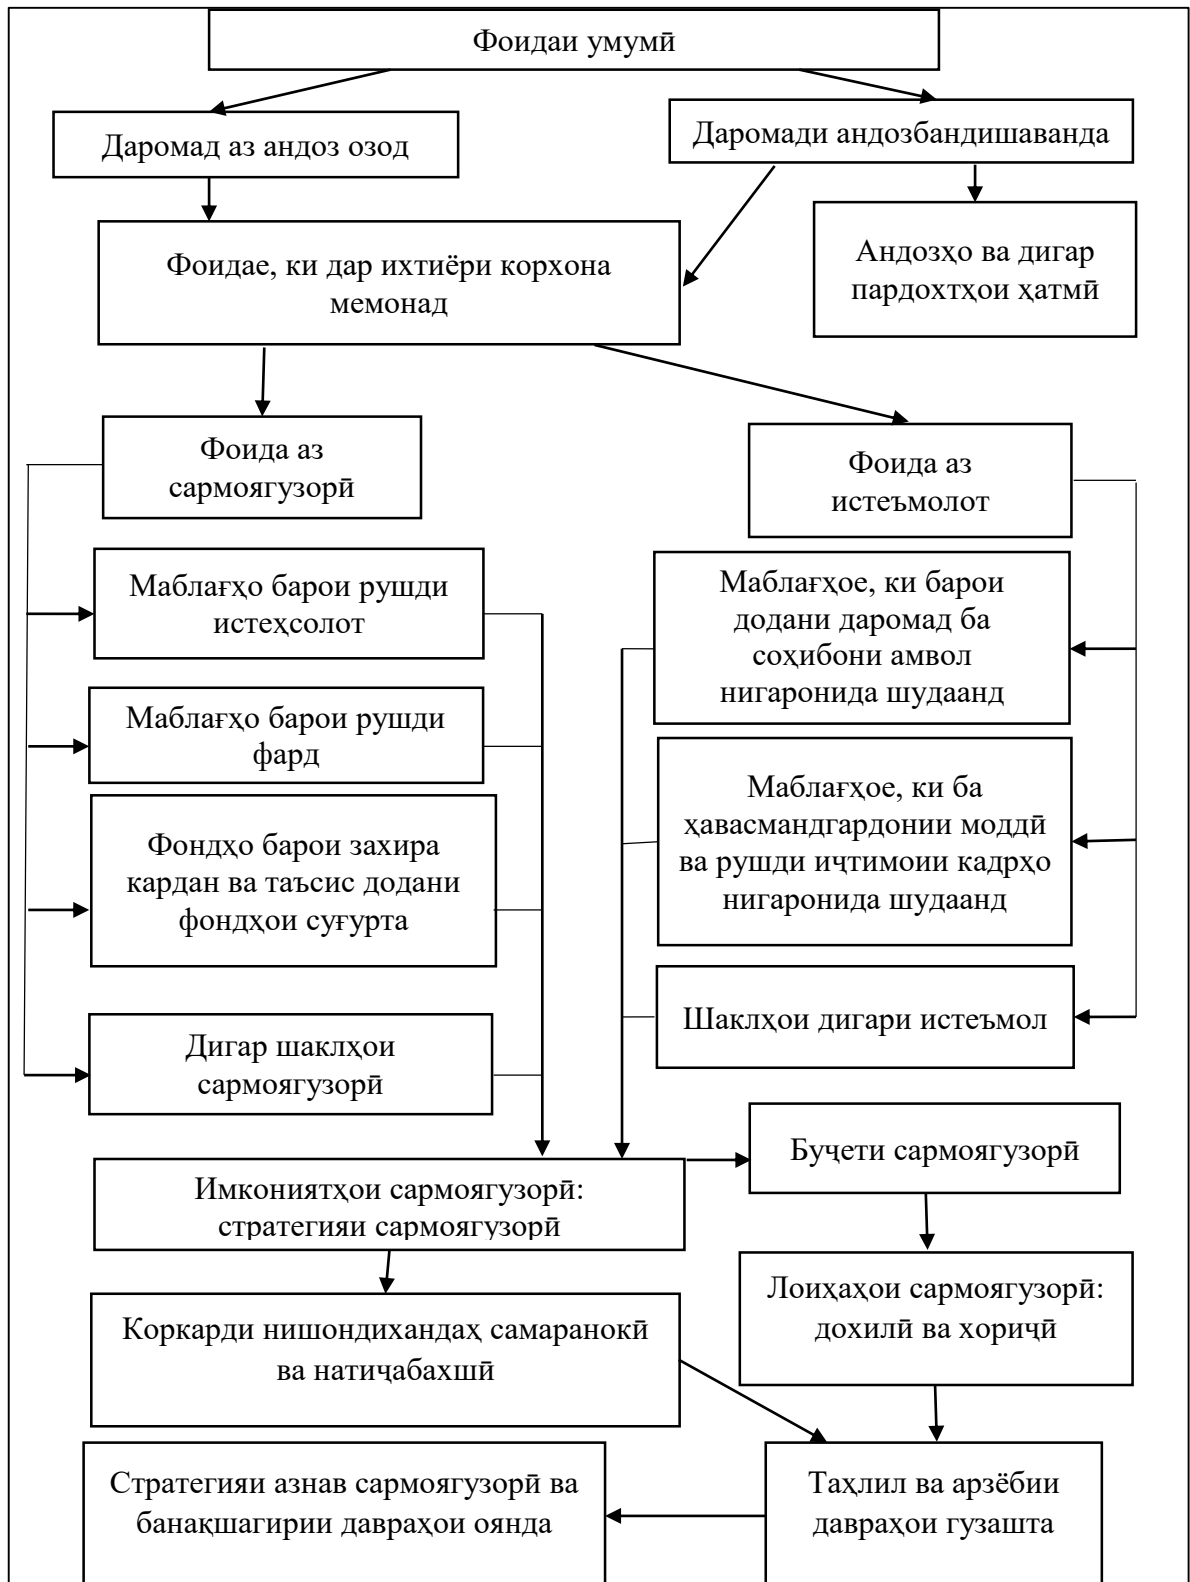 Фоидаи умумӣ
Даромад аз андоз озод
Даромади андозбандишаванда
Фоидае, ки дар ихтиёри корхона
мемонад
Андозҳо ва дигар
пардохтҳои ҳатмӣ
Фоида аз
сармоягузорӣ
Фоида аз
истеъмолот
Маблағҳо барои рушди
истеҳсолот
Маблағҳо барои рушди
фард
Фондҳо барои захира
кардан ва таъсис додани
фондҳои суғурта
Дигар шаклҳои
сармоягузорӣ
Маблағҳое, ки барои
додани даромад ба
соҳибони амвол
нигаронида шудаанд
Маблағҳое, ки ба
ҳавасмандгардонии моддӣ
ва рушди иҷтимоии кадрҳо
нигаронида шудаанд
Шаклҳои дигари истеъмол
Имкониятҳои сармоягузорӣ:
стратегияи сармоягузорӣ
Буҷети сармоягузорӣ
Лоиҳаҳои сармоягузорӣ:
дохилӣ ва хориҷӣ
Коркарди нишондихандаҳ самаранокӣ
ва натиҷабахшӣ
Таҳлил ва арзёбии
давраҳои гузашта
Стратегияи азнав сармоягузорӣ ва
банақшагирии давраҳои оянда